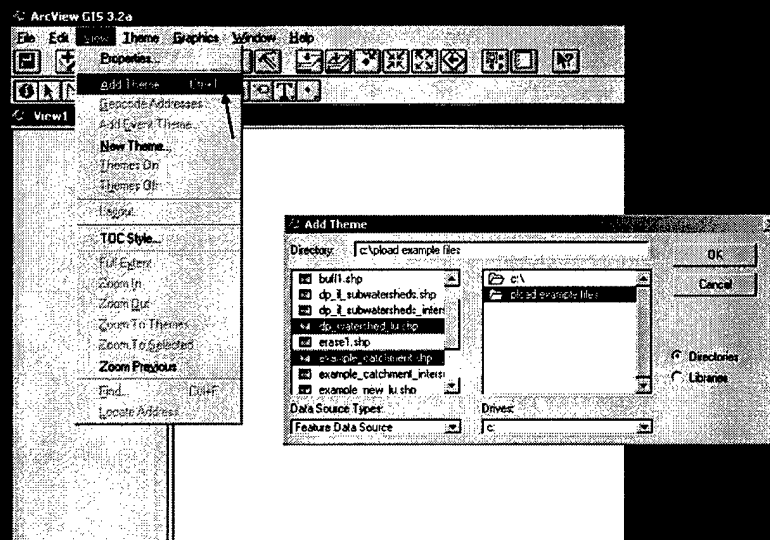 ArcView GIS 3.2a
File Edit View Theme Graphics Window Help
Properties...
Add Theme Ctrl+T
Geocode Addresses...
Add Event Theme...
New Theme...
Themes On
Themes Off
Layout...
TOC Style...
Full Extent
Zoom In
Zoom Out
Zoom To Themes
Zoom To Selected
Zoom Previous
Find... Ctrl+F
Locate Address...
View1
Add Theme
Directory: c:\pload example files
OK
Cancel
buff1.shp
dp_il_subwatersheds.shp
dp_il_subwatersheds_inters
dp_watershed_lu.shp
erase1.shp
example_catchment.shp
example_catchment_inters
example_new_lu.shp
c:\
pload example files
Directories
Libraries
Data Source Types:
Feature Data Source
Drives:
c: